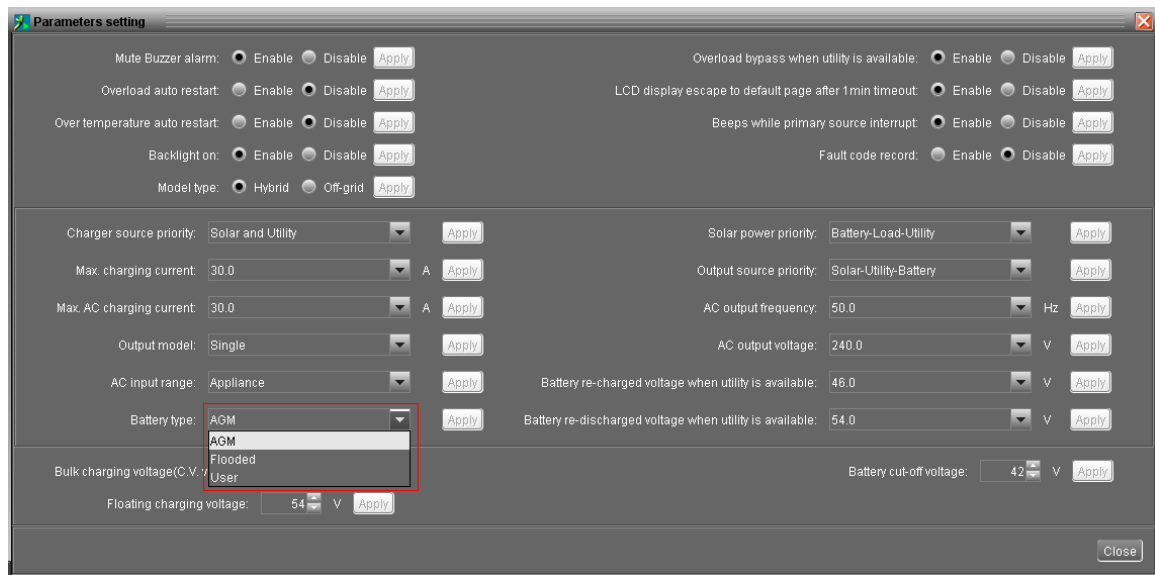 Parameters setting
Mute Buzzer alarm: Enable Disable Apply
Overload bypass when utility is available: Enable Disable Apply
Overload auto restart: Enable Disable Apply
LCD display escape to default page after 1min timeout: Enable Disable Apply
Over temperature auto restart: Enable Disable Apply
Beeps while primary source interrupt: Enable Disable Apply
Backlight on: Enable Disable Apply
Fault code record: Enable Disable Apply
Model type: Hybrid Off-grid Apply
Charger source priority: Solar and Utility Apply
Solar power priority: Battery-Load-Utility Apply
Max. charging current: 30.0 A Apply
Output source priority: Solar-Utility-Battery Apply
Max. AC charging current: 30.0 A Apply
AC output frequency: 50.0 Hz Apply
Output model: Single Apply
AC output voltage: 240.0 V Apply
AC input range: Appliance Apply
Battery re-charged voltage when utility is available: 46.0 V Apply
Battery type: AGM Apply
Battery re-discharged voltage when utility is available: 54.0 V Apply
AGM
Flooded
User
Bulk charging voltage(C.V.
Battery cut-off voltage: 42 V Apply
Floating charging voltage: 54 V Apply
Close